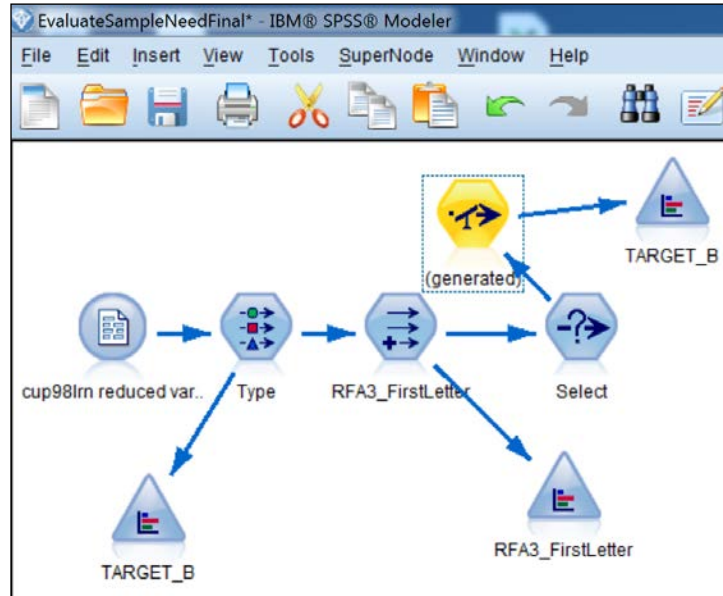 EvaluateSampleNeedFinal* - IBM® SPSS® Modeler
File Edit Insert View Tools SuperNode Window Help
TARGET_B
(generated)
cup98lrn reduced var..
Type
RFA3_FirstLetter
Select
TARGET_B
RFA3_FirstLetter